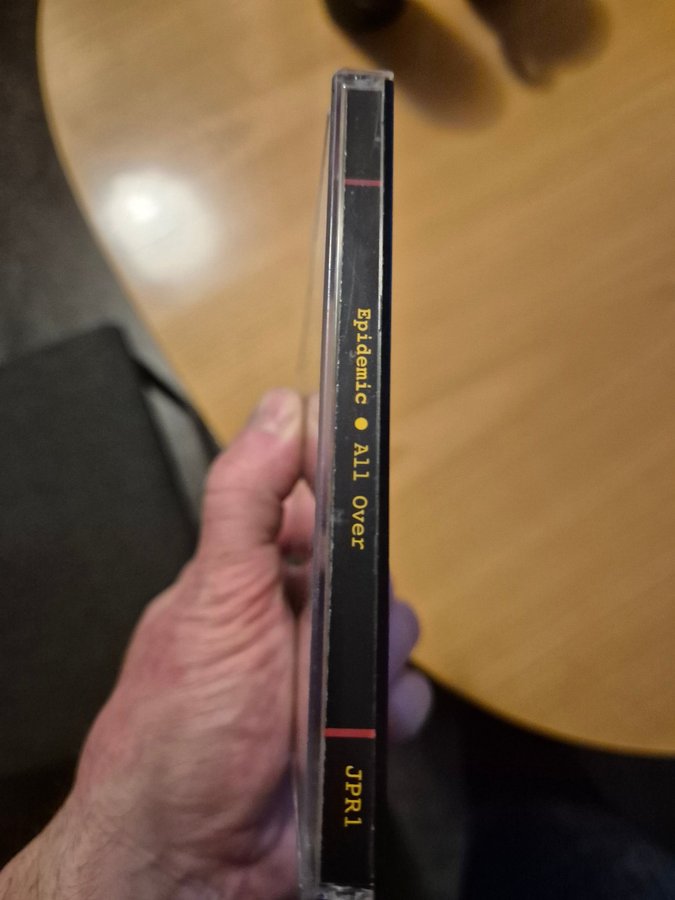 Epidemic ● All Over
JPR1